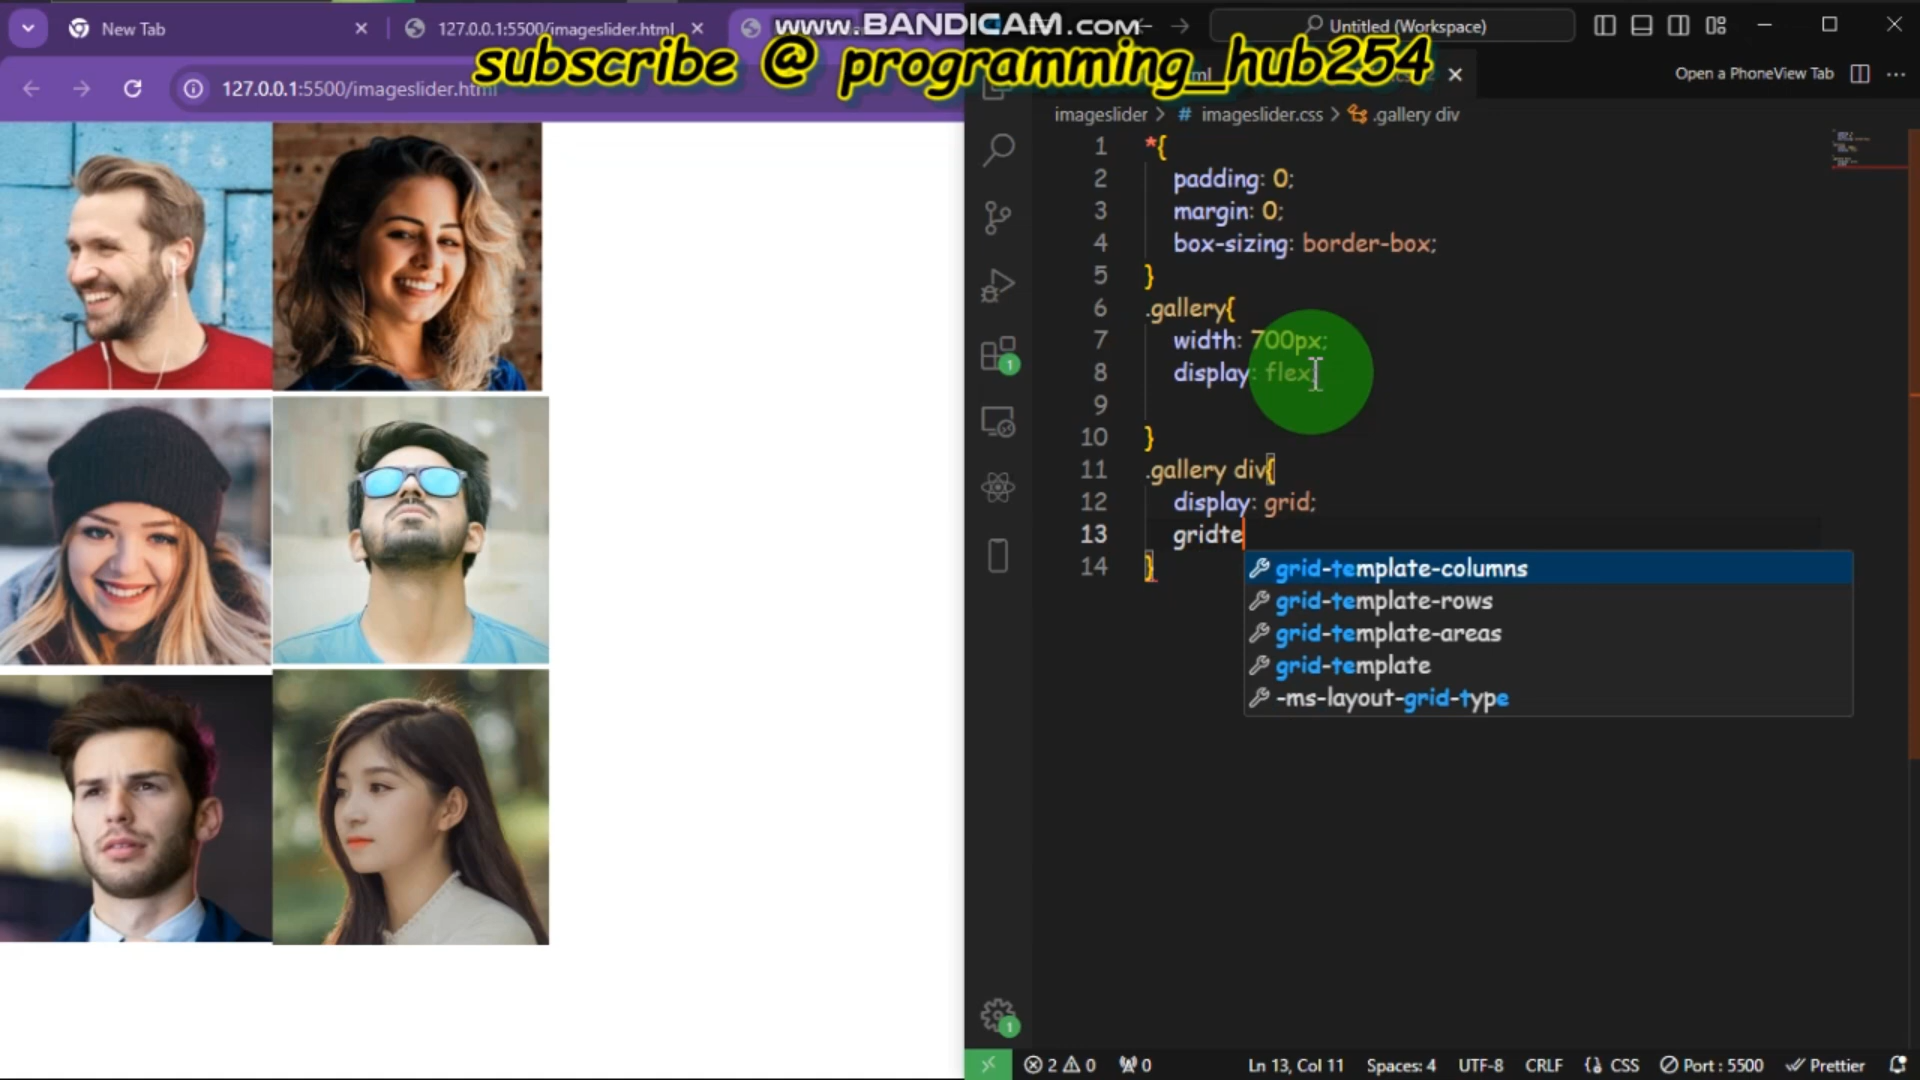 New Tab
127.0.0.1:5500/imageslider.html
www.BANDICAM.com
Untitled (Workspace)
subscribe @ programming_hub254
127.0.0.1:5500/imageslider.html
Open a PhoneView Tab
imageslider > # imageslider.css > .gallery div
1 *{
2 padding: 0;
3 margin: 0;
4 box-sizing: border-box;
5 }
6 .gallery{
7 width: 700px;
8 display: flex;
9
10 }
11 .gallery div{
12 display: grid;
13 gridte
14 }
grid-template-columns
grid-template-rows
grid-template-areas
grid-template
-ms-layout-grid-type
1
1
2 0 0 Ln 13, Col 11 Spaces: 4 UTF-8 CRLF CSS Port : 5500 Prettier